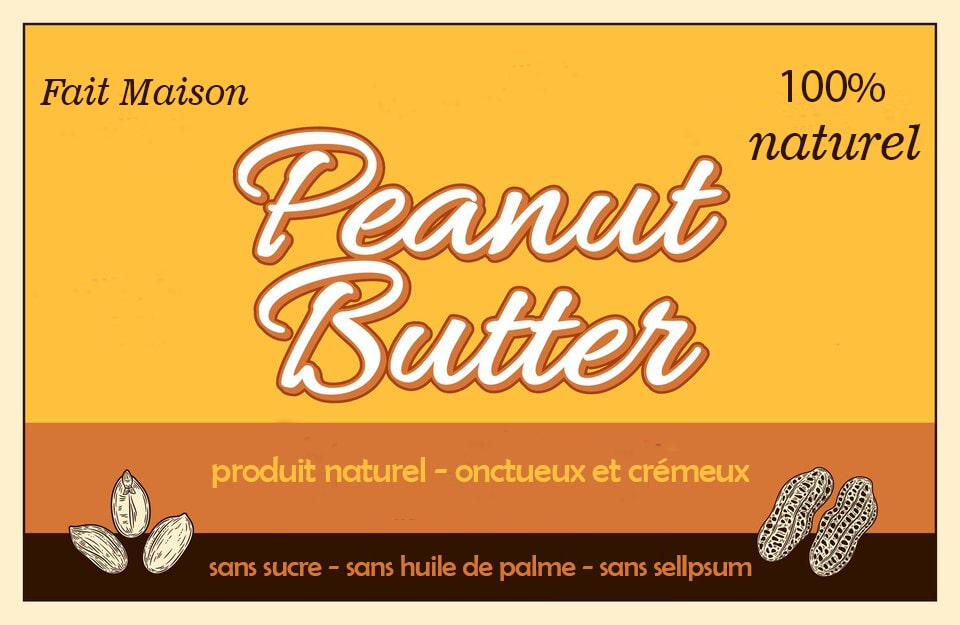 Fait Maison
100%
naturel
Peanut
Butter
produit naturel - onctueux et crémeux
sans sucre - sans huile de palme - sans sellpsum